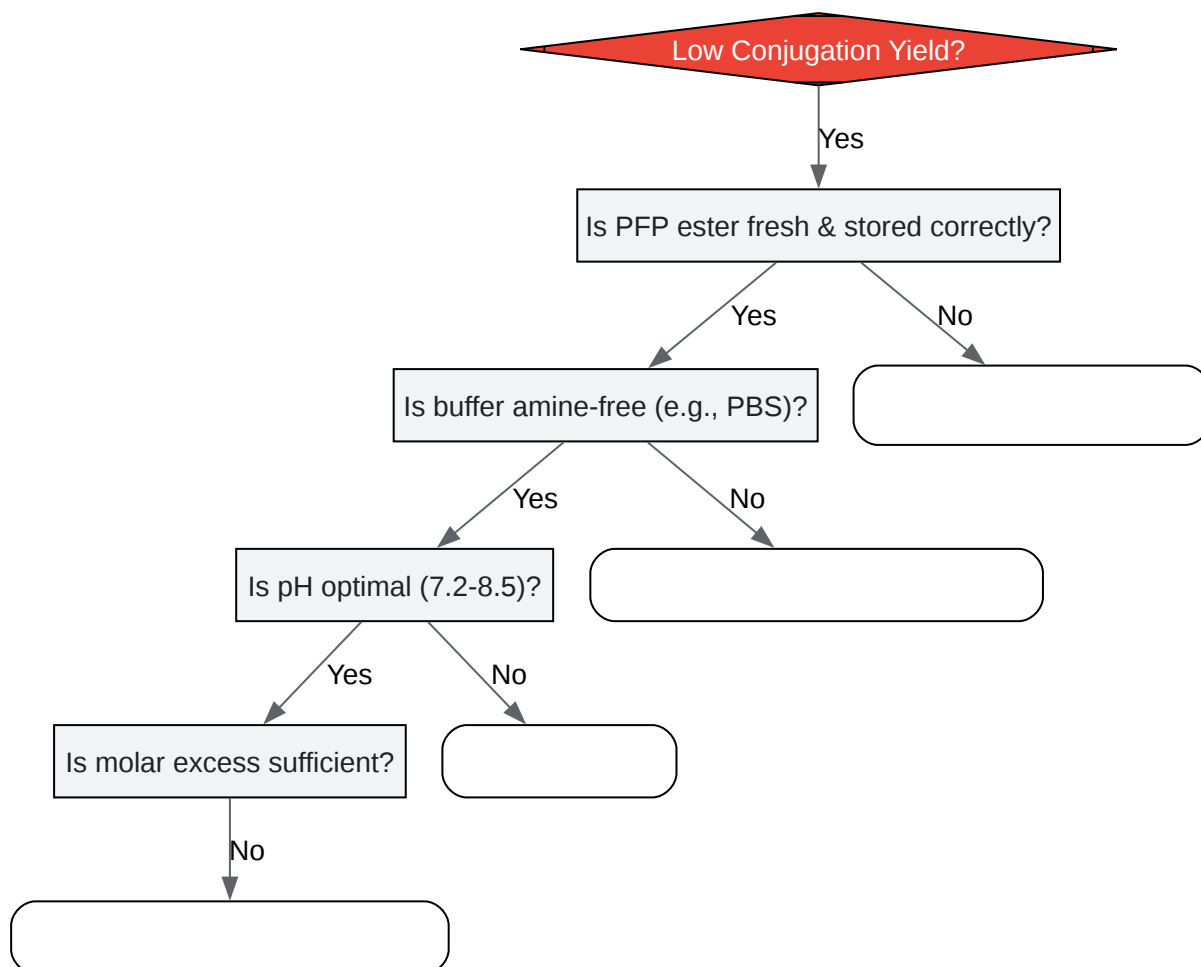 Low Conjugation Yield?
Yes
Is PFP ester fresh & stored correctly?
Yes
No
Is buffer amine-free (e.g., PBS)?
Yes
No
Is pH optimal (7.2-8.5)?
Yes
No
Is molar excess sufficient?
No